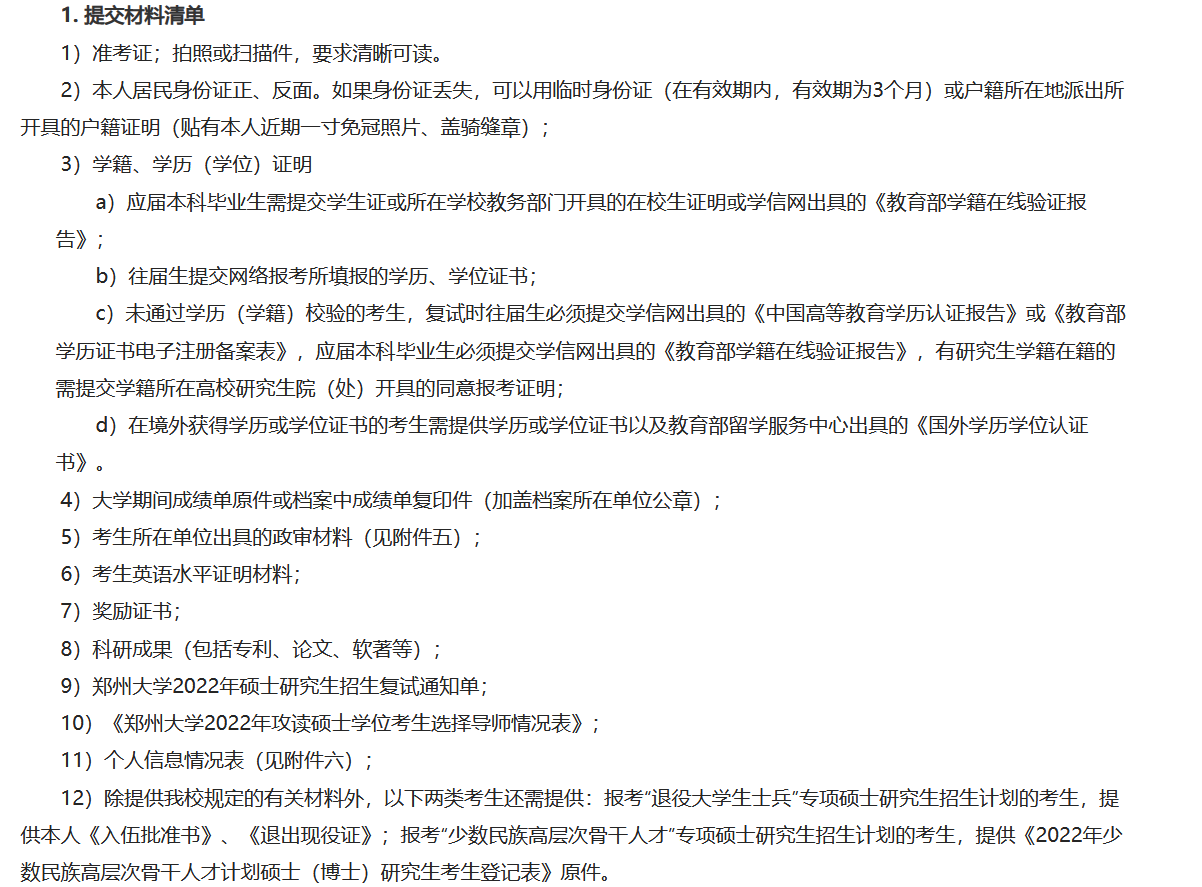 1. 提交材料清单
1）准考证；拍照或扫描件，要求清晰可读。
2）本人居民身份证正、反面。如果身份证丢失，可以用临时身份证（在有效期内，有效期为3个月）或户籍所在地派出所
开具的户籍证明（贴有本人近期一寸免冠照片、盖骑缝章）；
3）学籍、学历（学位）证明
a）应届本科毕业生需提交学生证或所在学校教务部门开具的在校生证明或学信网出具的《教育部学籍在线验证报
告》；
b）往届生提交网络报考所填报的学历、学位证书；
c）未通过学历（学籍）校验的考生，复试时往届生必须提交学信网出具的《中国高等教育学历认证报告》或《教育部
学历证书电子注册备案表》，应届本科毕业生必须提交学信网出具的《教育部学籍在线验证报告》，有研究生学籍在籍的
需提交学籍所在高校研究生院（处）开具的同意报考证明；
d）在境外获得学历或学位证书的考生需提供学历或学位证书以及教育部留学服务中心出具的《国外学历学位认证
书》。
4）大学期间成绩单原件或档案中成绩单复印件（加盖档案所在单位公章）；
5）考生所在单位出具的政审材料（见附件五）；
6）考生英语水平证明材料；
7）奖励证书；
8）科研成果（包括专利、论文、软著等）；
9）郑州大学2022年硕士研究生招生复试通知单；
10）《郑州大学2022年攻读硕士学位考生选择导师情况表》；
11）个人信息情况表（见附件六）；
12）除提供我校规定的有关材料外，以下两类考生还需提供：报考“退役大学生士兵”专项硕士研究生招生计划的考生，提
供本人《入伍批准书》、《退出现役证》；报考“少数民族高层次骨干人才”专项硕士研究生招生计划的考生，提供《2022年少
数民族高层次骨干人才计划硕士（博士）研究生考生登记表》原件。